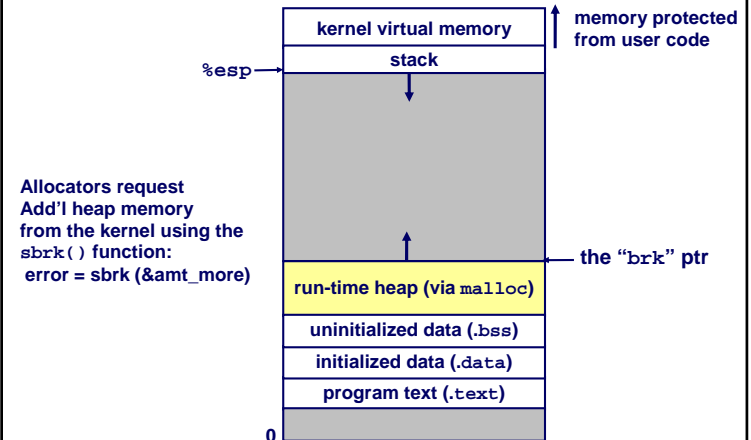 kernel virtual memory
memory protected
from user code
stack
%esp
Allocators request
Add'l heap memory
from the kernel using the
sbrk() function:
error = sbrk (&amt_more)
the “brk” ptr
run-time heap (via malloc)
uninitialized data (.bss)
initialized data (.data)
program text (.text)
0